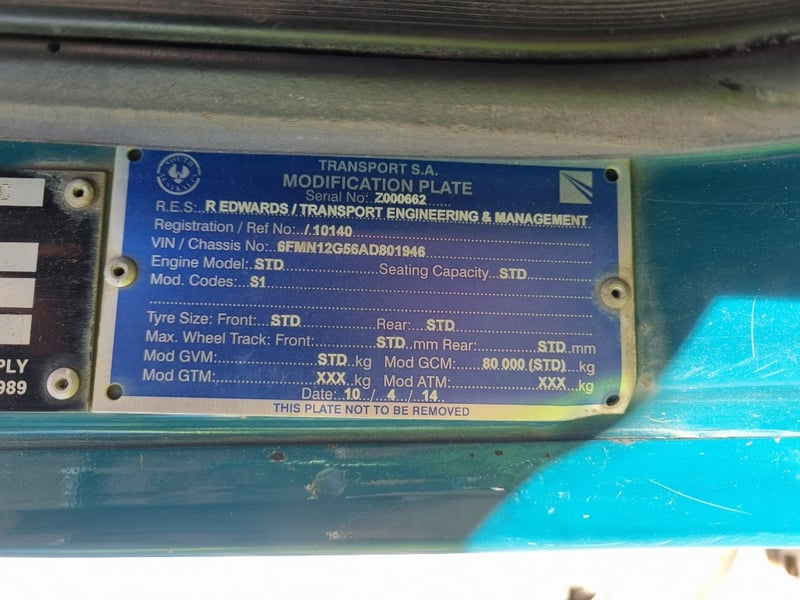 TRANSPORT S.A.
MODIFICATION PLATE
Serial No: Z000662
R.E.S: R EDWARDS / TRANSPORT ENGINEERING & MANAGEMENT
Registration / Ref No: / 10140
VIN / Chassis No: 6FMN12G56AD801946
Engine Model: STD Seating Capacity STD
Mod. Codes: S1
Tyre Size: Front: STD Rear: STD
Max. Wheel Track: Front: STD mm Rear: STD mm
Mod GVM: STD kg Mod GCM: 80 000 (STD) kg
Mod GTM: XXX kg Mod ATM: XXX kg
Date: 10 / 4 / 14
THIS PLATE NOT TO BE REMOVED
C
PLY
989